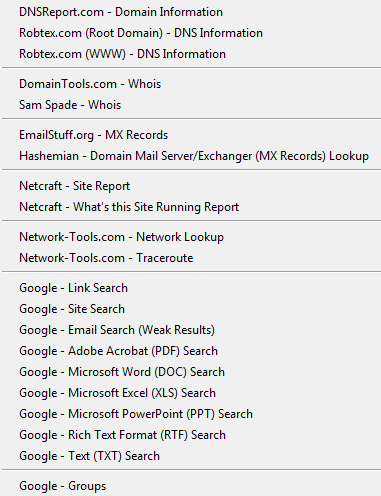 DNSReport.com - Domain Information
Robtex.com (Root Domain) - DNS Information
Robtex.com (WWW) - DNS Information
DomainTools.com - Whois
Sam Spade - Whois
EmailStuff.org - MX Records
Hashemian - Domain Mail Server/Exchanger (MX Records) Lookup
Netcraft - Site Report
Netcraft - What's this Site Running Report
Network-Tools.com - Network Lookup
Network-Tools.com - Traceroute
Google - Link Search
Google - Site Search
Google - Email Search (Weak Results)
Google - Adobe Acrobat (PDF) Search
Google - Microsoft Word (DOC) Search
Google - Microsoft Excel (XLS) Search
Google - Microsoft PowerPoint (PPT) Search
Google - Rich Text Format (RTF) Search
Google - Text (TXT) Search
Google - Groups